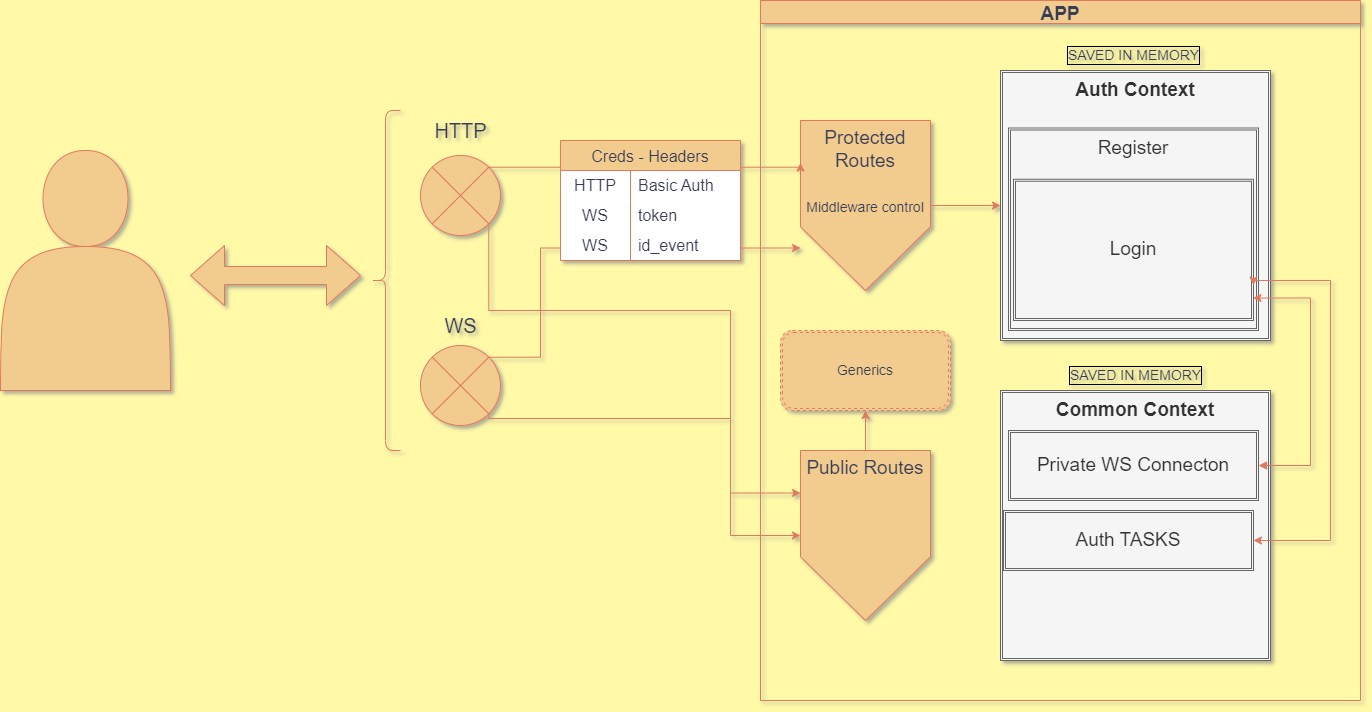 APP
SAVED IN MEMORY
Auth Context
HTTP
Protected
Routes
Creds - Headers
Register
HTTP Basic Auth
WS token
WS id_event
Middleware control
Login
WS
Generics
SAVED IN MEMORY
Common Context
Public Routes
Private WS Connecton
Auth TASKS